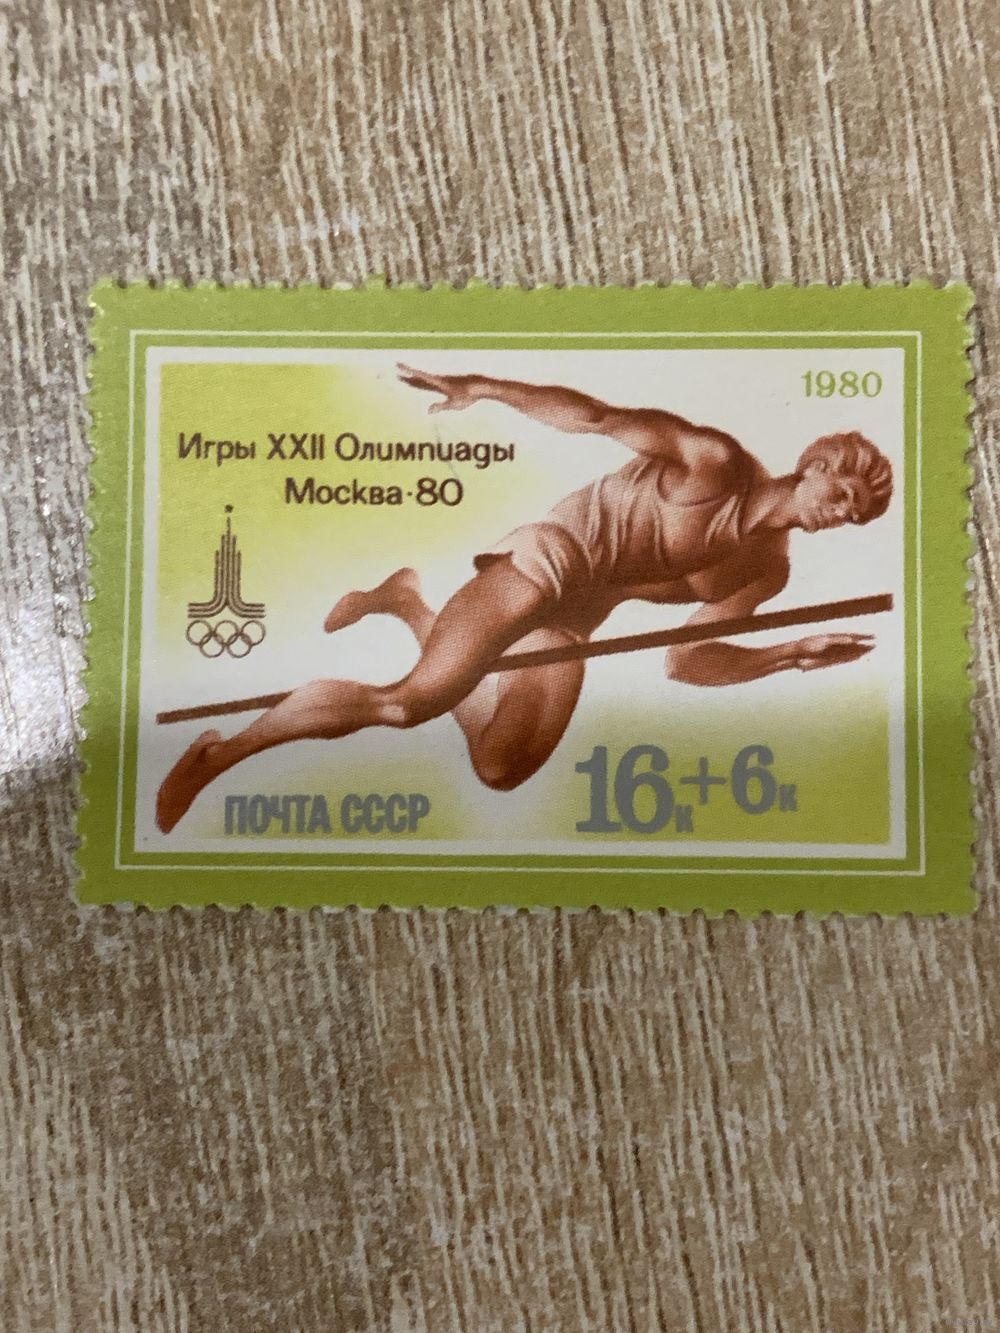 1980
Игры XXII Олимпиады
Москва·80
ПОЧТА СССР
16к+6к